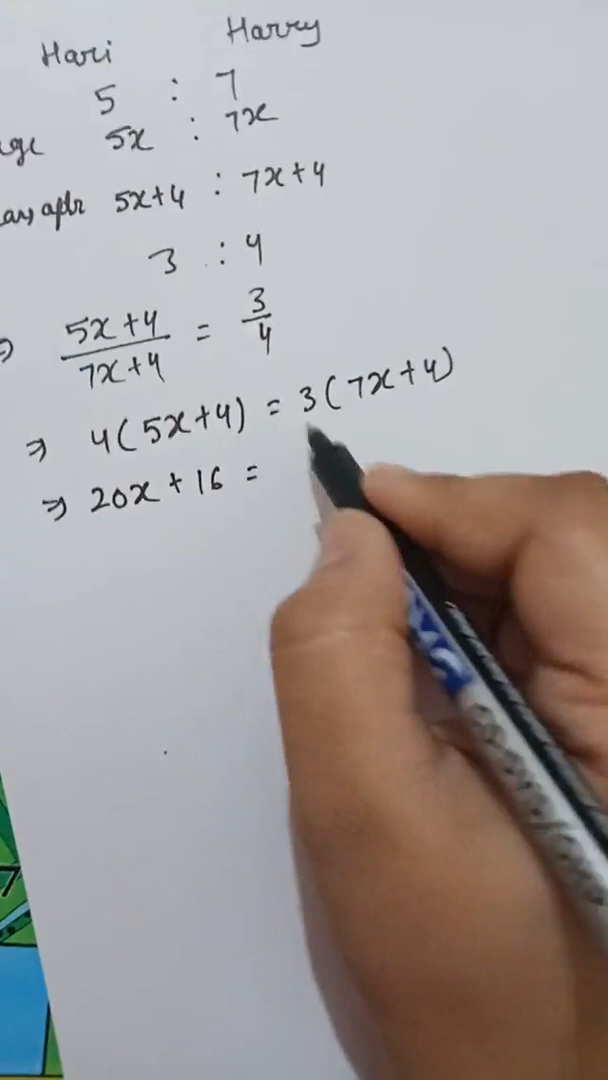 Hari Harry
5 : 7
5x : 7x
5x+4 : 7x+4
3 : 4
5x+4 / 7x+4 = 3/4
⇒ 4(5x+4) = 3(7x+4)
⇒ 20x + 16 =